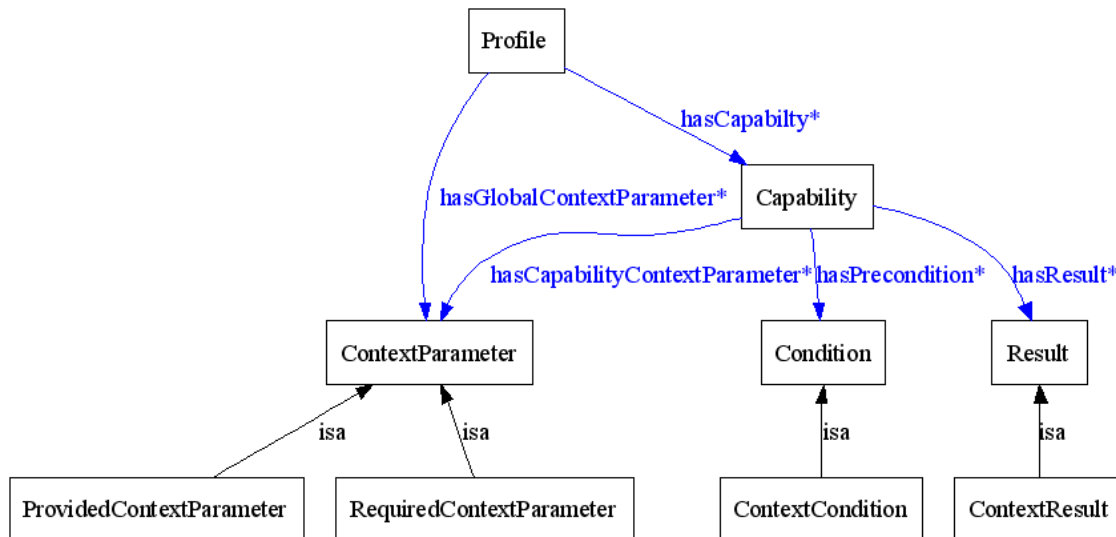 Profile
hasCapabilty*
Capability
hasGlobalContextParameter*
hasCapabilityContextParameter*
hasPrecondition*
hasResult*
ContextParameter
Condition
Result
isa
isa
isa
isa
ProvidedContextParameter
RequiredContextParameter
ContextCondition
ContextResult